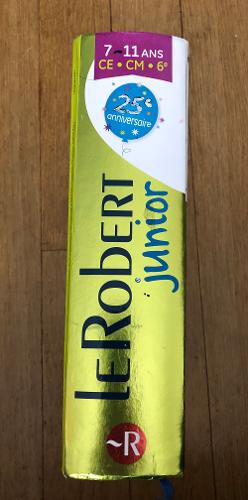 7-11 ANS
CE • CM • 6e
25e
anniversaire
LE ROBERT
junior
~R